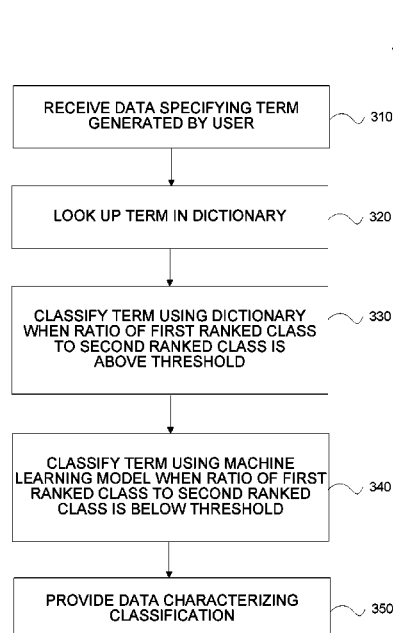 RECEIVE DATA SPECIFYING TERM
GENERATED BY USER
310
LOOK UP TERM IN DICTIONARY
320
CLASSIFY TERM USING DICTIONARY
WHEN RATIO OF FIRST RANKED CLASS
TO SECOND RANKED CLASS IS
ABOVE THRESHOLD
330
CLASSIFY TERM USING MACHINE
LEARNING MODEL WHEN RATIO OF FIRST
RANKED CLASS TO SECOND RANKED
CLASS IS BELOW THRESHOLD
340
PROVIDE DATA CHARACTERIZING
CLASSIFICATION
350